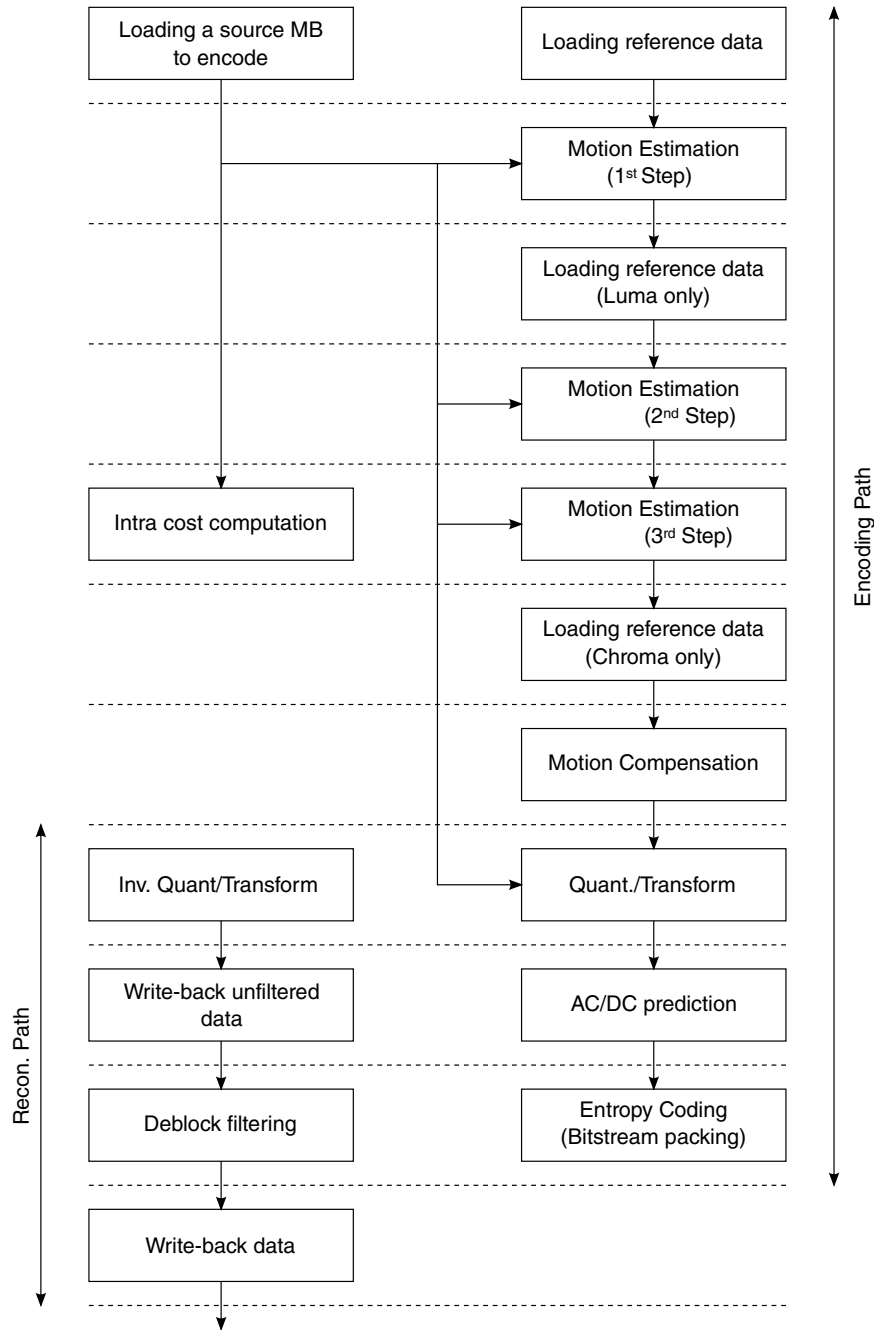 Loading a source MB
to encode
Loading reference data
Motion Estimation
(1st Step)
Loading reference data
(Luma only)
Motion Estimation
(2nd Step)
Intra cost computation
Motion Estimation
(3rd Step)
Encoding Path
Loading reference data
(Chroma only)
Motion Compensation
Inv. Quant/Transform
Quant./Transform
Write-back unfiltered
data
AC/DC prediction
Recon. Path
Deblock filtering
Entropy Coding
(Bitstream packing)
Write-back data